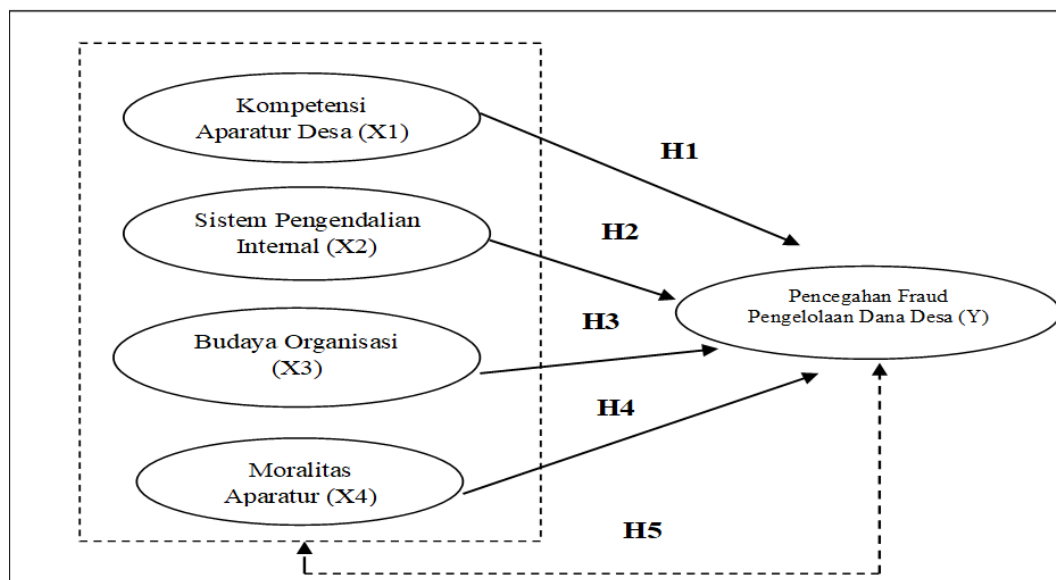 Kompetensi
Aparatur Desa (X1)
H1
Sistem Pengendalian
Internal (X2)
H2
Pencegahan Fraud
Pengelolaan Dana Desa (Y)
Budaya Organisasi
(X3)
H3
H4
Moralitas
Aparatur (X4)
H5